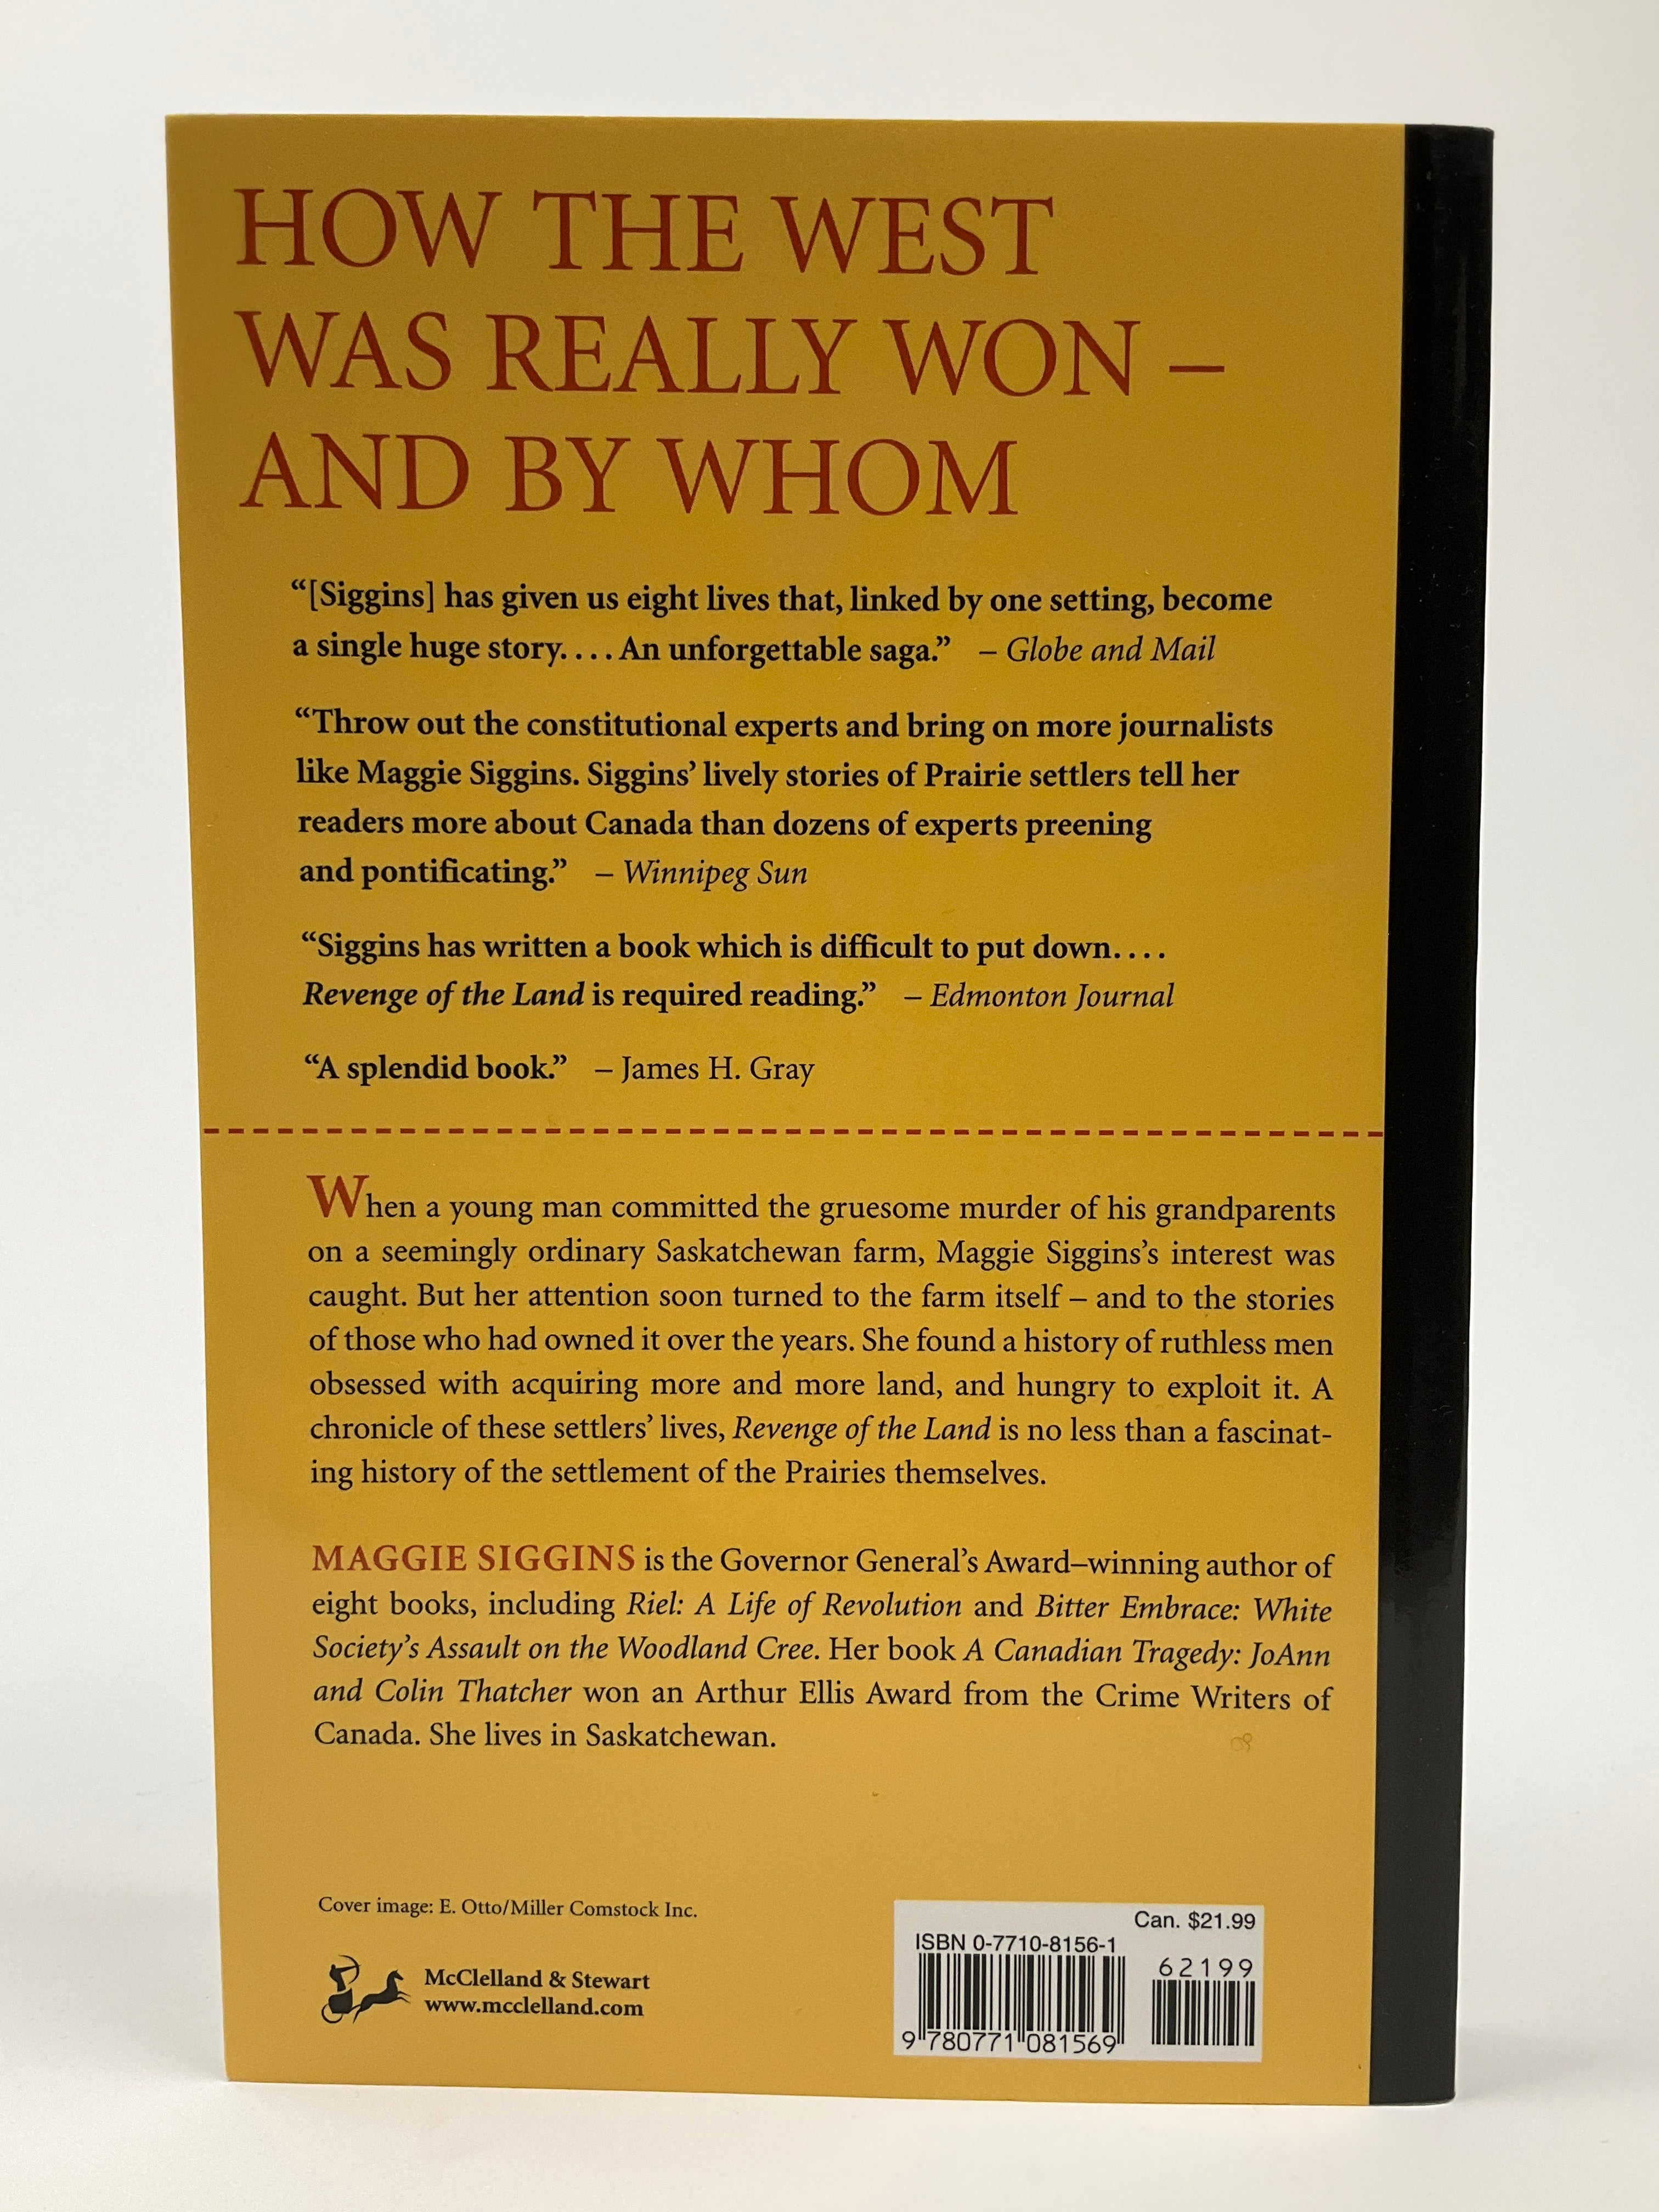 HOW THE WEST
WAS REALLY WON –
AND BY WHOM
“[Siggins] has given us eight lives that, linked by one setting, become
a single huge story. . . . An unforgettable saga.” – Globe and Mail
“Throw out the constitutional experts and bring on more journalists
like Maggie Siggins. Siggins’ lively stories of Prairie settlers tell her
readers more about Canada than dozens of experts preening
and pontificating.” – Winnipeg Sun
“Siggins has written a book which is difficult to put down. . . .
Revenge of the Land is required reading.” – Edmonton Journal
“A splendid book.” – James H. Gray
When a young man committed the gruesome murder of his grandparents
on a seemingly ordinary Saskatchewan farm, Maggie Siggins’s interest was
caught. But her attention soon turned to the farm itself – and to the stories
of those who had owned it over the years. She found a history of ruthless men
obsessed with acquiring more and more land, and hungry to exploit it. A
chronicle of these settlers’ lives, Revenge of the Land is no less than a fascinat-
ing history of the settlement of the Prairies themselves.
MAGGIE SIGGINS is the Governor General’s Award–winning author of
eight books, including Riel: A Life of Revolution and Bitter Embrace: White
Society’s Assault on the Woodland Cree. Her book A Canadian Tragedy: JoAnn
and Colin Thatcher won an Arthur Ellis Award from the Crime Writers of
Canada. She lives in Saskatchewan.
Cover image: E. Otto/Miller Comstock Inc.
McClelland & Stewart
www.mcclelland.com
Can. $21.99
ISBN 0-7710-8156-1
62199
9 780771 081569